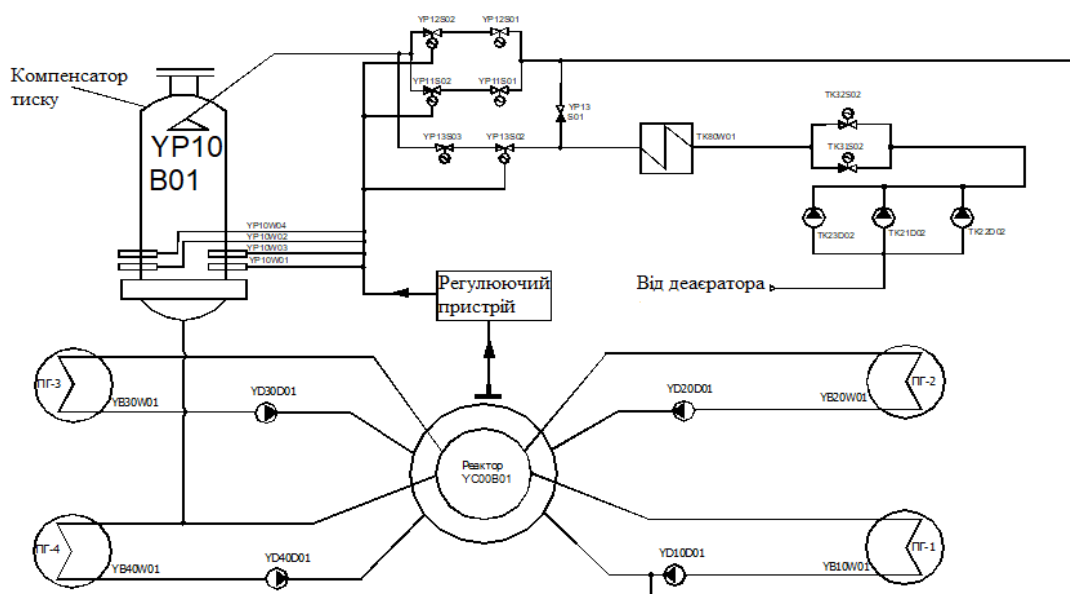 YP12S02
YP12S01
Компенсатор
тиску
YP10
B01
YP11S02
YP11S01
YP13
S01
YP13S03
YP13S02
TK80W01
TK32S02
TK31S02
TK23D02
TK21D02
TK22D02
YP10W04
YP10W02
YP10W03
YP10W01
Регулюючий
пристрій
Від деаєратора
ПГ-3
YB30W01
YD30D01
YD20D01
YB20W01
ПГ-2
Реактор
YC00B01
ПГ-4
YB40W01
YD40D01
YD10D01
YB10W01
ПГ-1